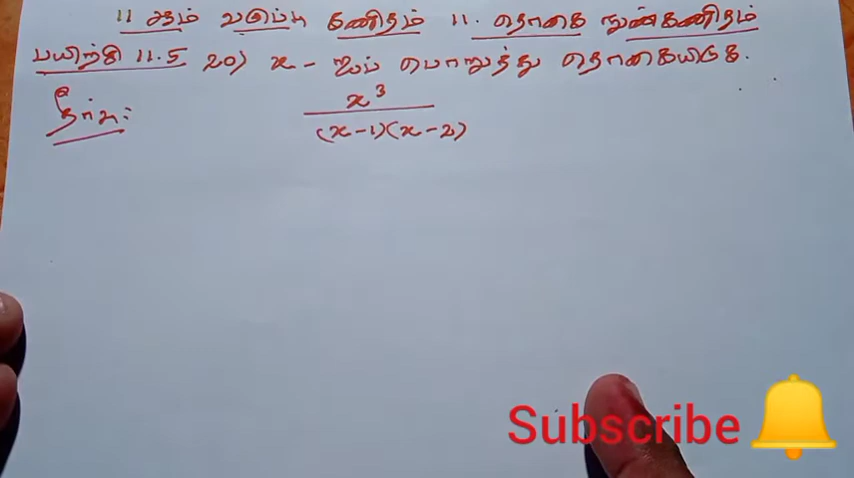 11 ஆம் வகுப்பு கணிதம் 11. தொகை நுண்கணிதம்
பயிற்சி 11.5 20) x - ஐப் பொறுத்து தொகையிடுக.
தீர்வு:
x³
(x-1)(x-2)
Subscribe